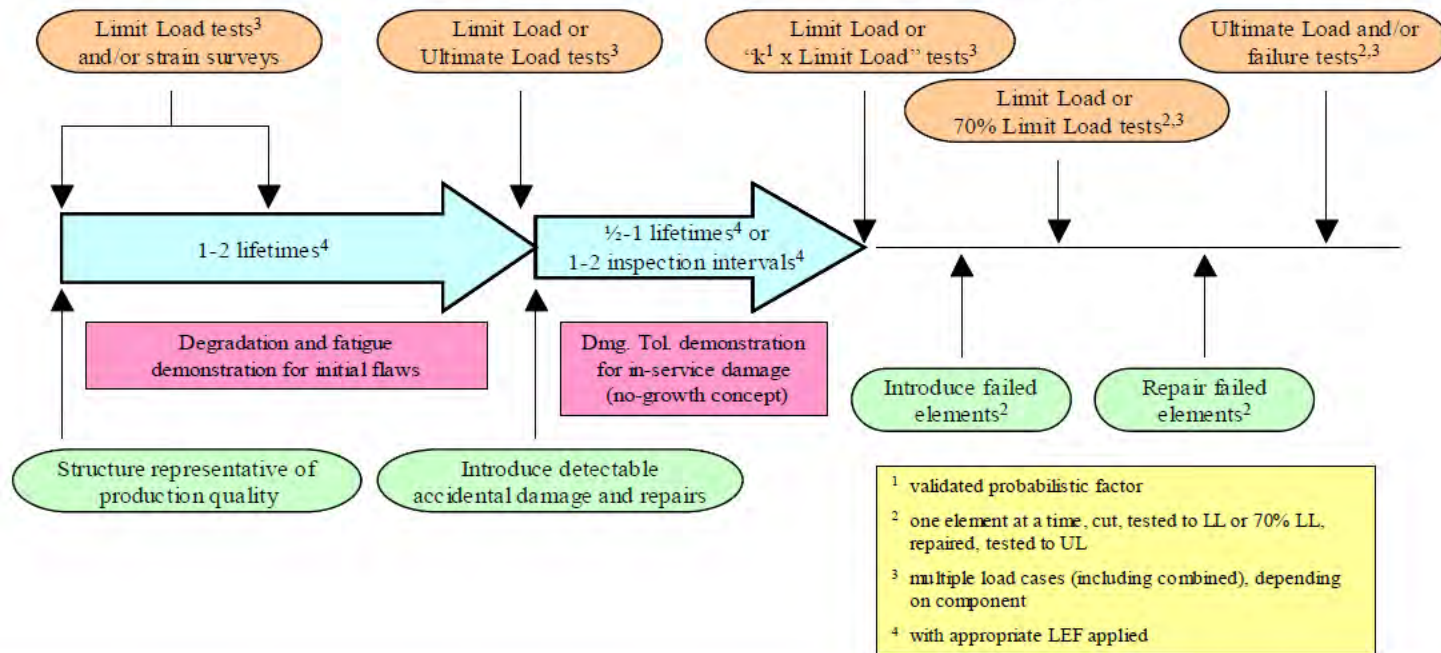 Limit Load tests³
and/or strain surveys
Limit Load or
Ultimate Load tests³
Limit Load or
“k¹ x Limit Load” tests³
Ultimate Load and/or
failure tests²,³
Limit Load or
70% Limit Load tests²,³
1-2 lifetimes⁴
½-1 lifetimes⁴ or
1-2 inspection intervals⁴
Degradation and fatigue
demonstration for initial flaws
Dmg. Tol. demonstration
for in-service damage
(no-growth concept)
Introduce failed
elements²
Repair failed
elements²
Structure representative of
production quality
Introduce detectable
accidental damage and repairs
¹ validated probabilistic factor
² one element at a time, cut, tested to LL or 70% LL,
repaired, tested to UL
³ multiple load cases (including combined), depending
on component
⁴ with appropriate LEF applied